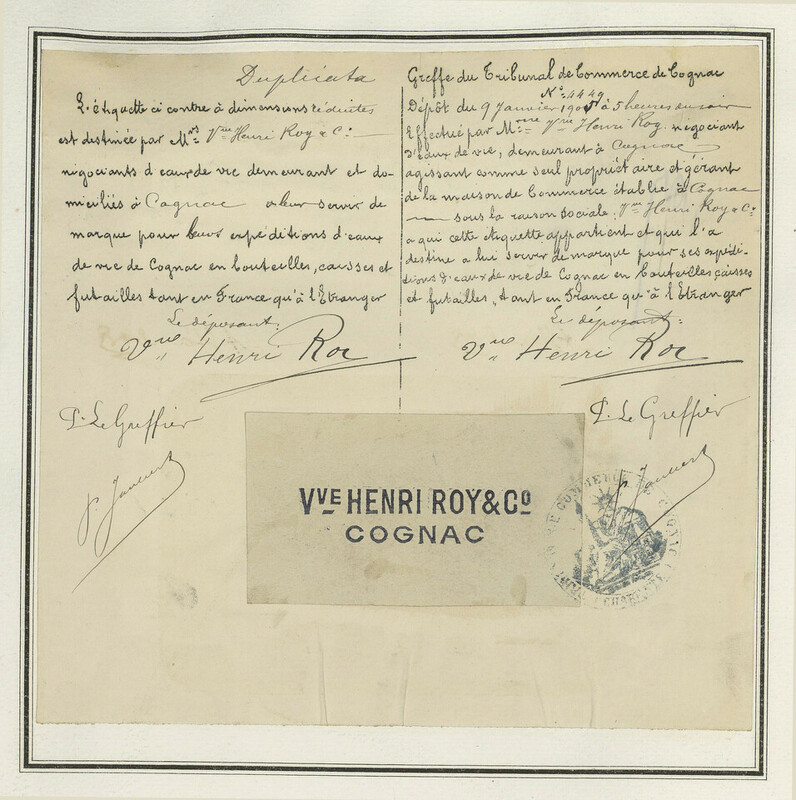 Duplicata
L'étiquette ci contre à dimensions réduites
est destinée par M.rs Vve Henri Roy & Cie
négociants d'eaux de vie demeurant et do-
miciliés à Cognac a leur servir de
marque pour leurs expéditions d'eaux
de vie de Cognac en bouteilles, caisses et
futailles tant en France qu'à l'Etranger
Le déposant:
Vve Henri Roy
P. Le Greffier
Greffe du Tribunal de Commerce de Cognac
No. 4449
Dépôt du 9 Janvier 1905 à 5 heures du soir
Effectué par Mme Vve Henri Roy négociant
d'eaux de vie, demeurant à Cognac
agissant comme seul propriétaire et gérant
de la maison de Commerce établie à Cognac
sous la raison sociale Vve Henri Roy & Cie
a qui cette étiquette appartient et qui l'a
destine a lui servir de marque pour ses expédi-
tions d'eaux de vie de Cognac en bouteilles, caisses
et futailles, tant en France qu'à l'Etranger
Le déposant:
Vve Henri Roy
P. Le Greffier
VVE HENRI ROY & CO
COGNAC